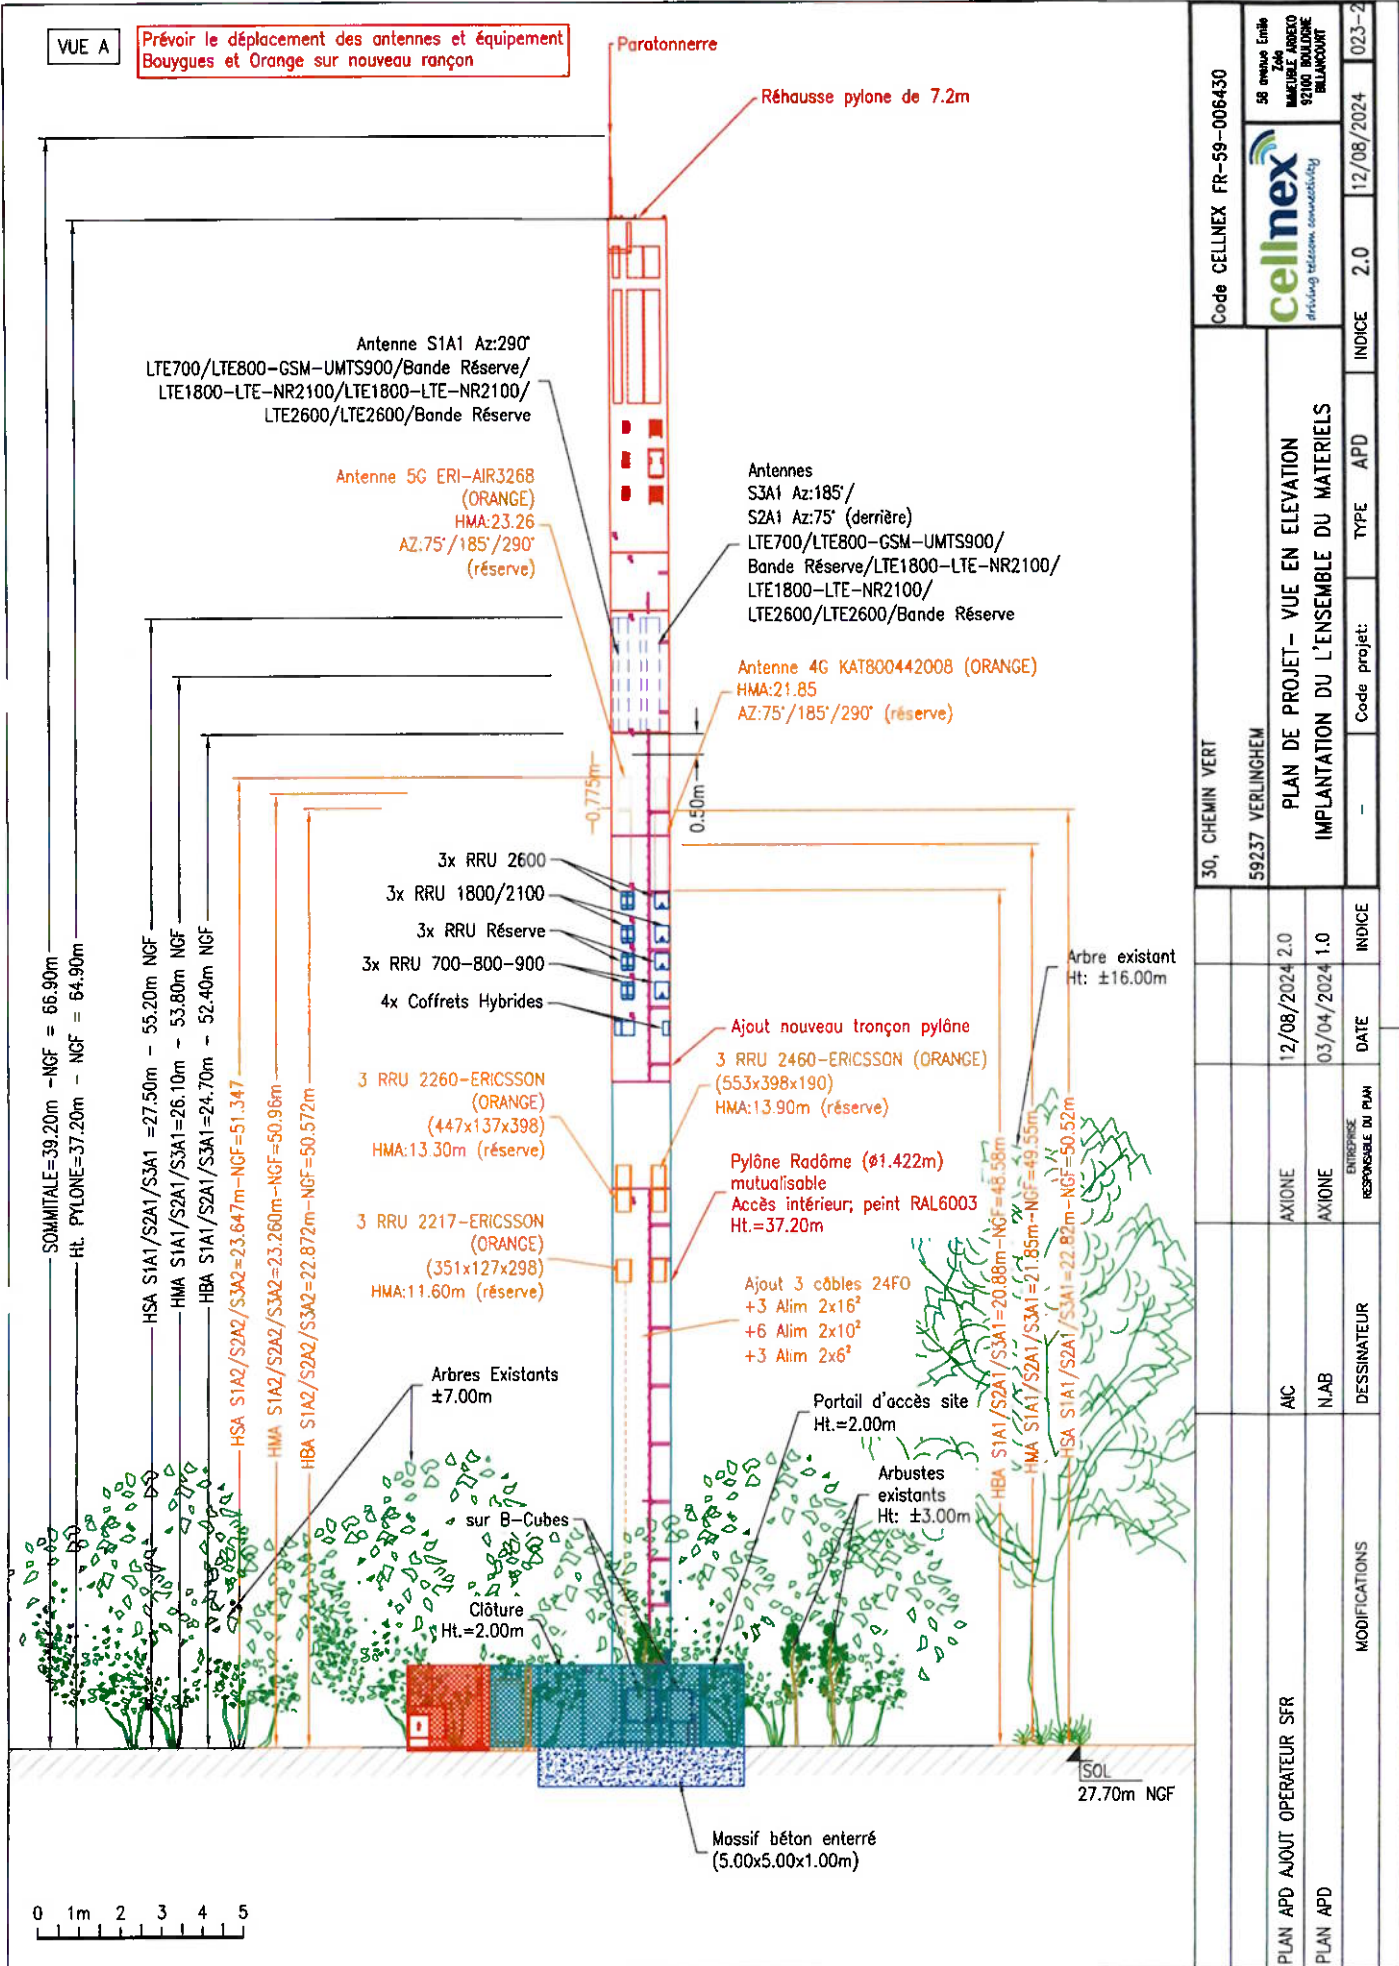 VUE A
Prévoir le déplacement des antennes et équipement
Bouygues et Orange sur nouveau rançon
Paratonnerre
Réhausse pylone de 7.2m
Antenne S1A1 Az:290°
LTE700/LTE800-GSM-UMTS900/Bande Réserve/
LTE1800-LTE-NR2100/LTE1800-LTE-NR2100/
LTE2600/LTE2600/Bande Réserve
Antenne 5G ERI-AIR3268
(ORANGE)
HMA:23.26
AZ:75°/185°/290°
(réserve)
Antennes
S3A1 Az:185°/
S2A1 Az:75° (derrière)
LTE700/LTE800-GSM-UMTS900/
Bande Réserve/LTE1800-LTE-NR2100/
LTE1800-LTE-NR2100/
LTE2600/LTE2600/Bande Réserve
Antenne 4G KAT800442008 (ORANGE)
HMA:21.85
AZ:75°/185°/290° (réserve)
0.775m
0.50m
3x RRU 2600
3x RRU 1800/2100
3x RRU Réserve
3x RRU 700-800-900
4x Coffrets Hybrides
Arbre existant
Ht: ±16.00m
Ajout nouveau tronçon pylône
3 RRU 2460-ERICSSON (ORANGE)
(553x398x190)
HMA:13.90m (réserve)
3 RRU 2260-ERICSSON
(ORANGE)
(447x137x398)
HMA:13.30m (réserve)
Pylône Radôme (ø1.422m)
mutualisable
Accès intérieur; peint RAL6003
Ht.=37.20m
3 RRU 2217-ERICSSON
(ORANGE)
(351x127x298)
HMA:11.60m (réserve)
Ajout 3 câbles 24FO
+3 Alim 2x16²
+6 Alim 2x10²
+3 Alim 2x6²
Arbres Existants
±7.00m
Portail d'accès site
Ht.=2.00m
Arbustes
existants
Ht: ±3.00m
sur B-Cubes
Clôture
Ht.=2.00m
SOMMITALE=39.20m -NGF = 66.90m
Ht. PYLONE=37.20m - NGF = 64.90m
HSA S1A1/S2A1/S3A1 =27.50m - 55.20m NGF
HMA S1A1/S2A1/S3A1=26.10m - 53.80m NGF
HBA S1A1/S2A1/S3A1=24.70m - 52.40m NGF
HSA S1A2/S2A2/S3A2=23.647m-NGF=51.347
HMA S1A2/S2A2/S3A2=23.260m-NGF=50.96m
HBA S1A2/S2A2/S3A2=22.872m-NGF=50.572m
HBA S1A1/S2A1/S3A1=20.88m-NGF=48.58m
HMA S1A1/S2A1/S3A1=21.85m-NGF=49.55m
HSA S1A1/S2A1/S3A1=22.82m-NGF=50.52m
SOL
27.70m NGF
Massif béton enterré
(5.00x5.00x1.00m)
0 1m 2 3 4 5
30, CHEMIN VERT
59237 VERLINGHEM
Code CELLNEX FR-59-006430
cellnex
driving telecom connectivity
58 avenue Emile
Zola
IMMEUBLE ARDEKO
92100 BOULOGNE
BILLANCOURT
PLAN DE PROJET- VUE EN ELEVATION
IMPLANTATION DU L'ENSEMBLE DU MATERIELS
Code projet: - TYPE APD INDICE 2.0 12/08/2024 023-2
PLAN APD AJOUT OPERATEUR SFR AIC AXIONE 12/08/2024 2.0
PLAN APD N.AB AXIONE 03/04/2024 1.0
MODIFICATIONS DESSINATEUR ENTREPRISE
RESPONSABLE DU PLAN DATE INDICE